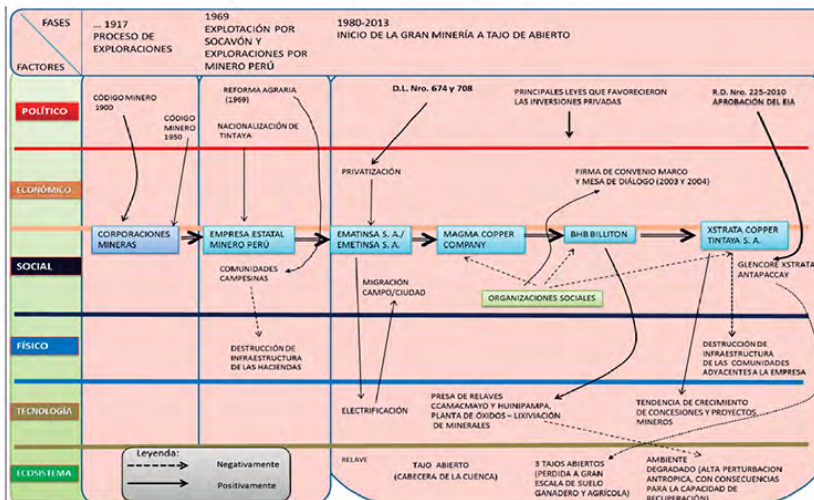 FASES
FACTORES
... 1917
PROCESO DE
EXPLORACIONES
1969
EXPLOTACIÓN POR
SOCAVÓN Y
EXPLORACIONES POR
MINERO PERÚ
1980-2013
INICIO DE LA GRAN MINERÍA A TAJO DE ABIERTO
POLÍTICO
CÓDIGO MINERO
1900
CÓDIGO
MINERO
1950
REFORMA AGRARIA
(1969)
NACIONALIZACIÓN DE
TINTAYA
D.L. Nro. 674 y 708
PRINCIPALES LEYES QUE FAVORECIERON
LAS INVERSIONES PRIVADAS
R.D. Nro. 225-2010
APROBACIÓN DEL EIA
ECONÓMICO
PRIVATIZACIÓN
FIRMA DE CONVENIO MARCO
Y MESA DE DIÁLOGO (2003 Y 2004)
CORPORACIONES
MINERAS
EMPRESA ESTATAL
MINERO PERÚ
EMATINSA S. A./
EMETINSA S. A.
MAGMA COPPER
COMPANY
BHB BILLITON
XSTRATA COPPER
TINTAYA S. A.
SOCIAL
COMUNIDADES
CAMPESINAS
MIGRACIÓN
CAMPO/CIUDAD
ORGANIZACIONES SOCIALES
GLENCORE XSTRATA
ANTAPACCAY
FÍSICO
DESTRUCCIÓN DE
INFRAESTRUCTURA
DE LAS HACIENDAS
DESTRUCCIÓN DE
INFRAESTRUCTURA
DE LAS COMUNIDADES
ADYACENTES A LA EMPRESA
TECNOLOGÍA
ELECTRIFICACIÓN
PRESA DE RELAVES
CCAMACMAYO Y HUINIPAMPA,
PLANTA DE ÓXIDOS – LIXIVIACIÓN
DE MINERALES
TENDENCIA DE CRECIMIENTO
DE CONCESIONES Y PROYECTOS
MINEROS
ECOSISTEMA
Leyenda:
Negativamente
Positivamente
RELAVE
TAJO ABIERTO
(CABECERA DE LA CUENCA)
3 TAJOS ABIERTOS
(PERDIDA A GRAN
ESCALA DE SUELO
GANADERO Y AGRÍCOLA)
AMBIENTE
DEGRADADO (ALTA PERTURBACION
ANTROPICA, CON CONSECUENCIAS
PARA LA CAPACIDAD DE
RECUPERACIÓN)